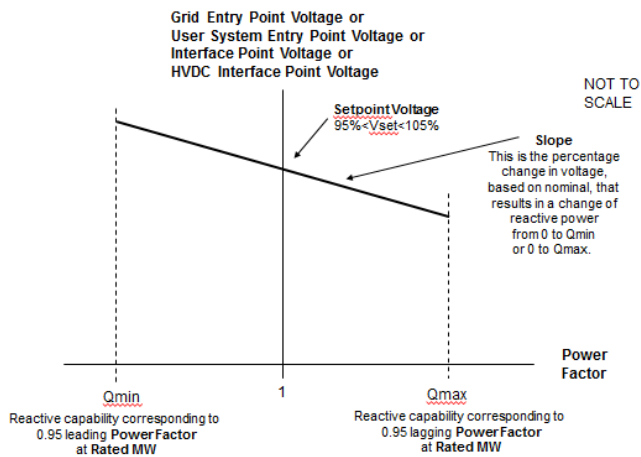 Grid Entry Point Voltage or
User System Entry Point Voltage or
Interface Point Voltage or
HVDC Interface Point Voltage
NOT TO
SCALE
Setpoint Voltage
95%<Vset<105%
Slope
This is the percentage
change in voltage,
based on nominal, that
results in a change of
reactive power
from 0 to Qmin
or 0 to Qmax.
Power
Factor
Qmin
1
Qmax
Reactive capability corresponding to
0.95 leading PowerFactor
at Rated MW
Reactive capability corresponding to
0.95 lagging PowerFactor
at Rated MW